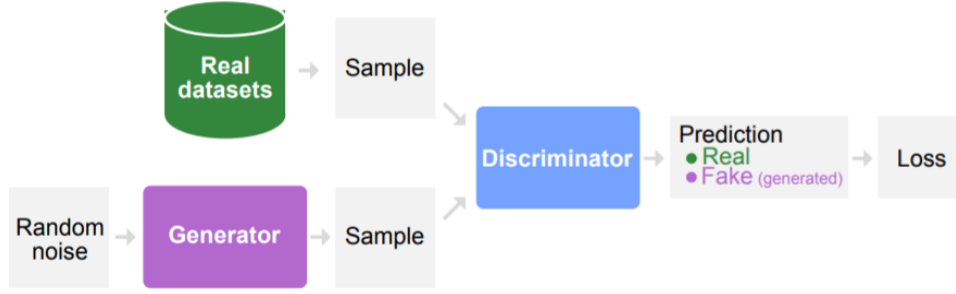 Real
datasets
Sample
Discriminator
Prediction
• Real
• Fake (generated)
Loss
Random
noise
Generator
Sample